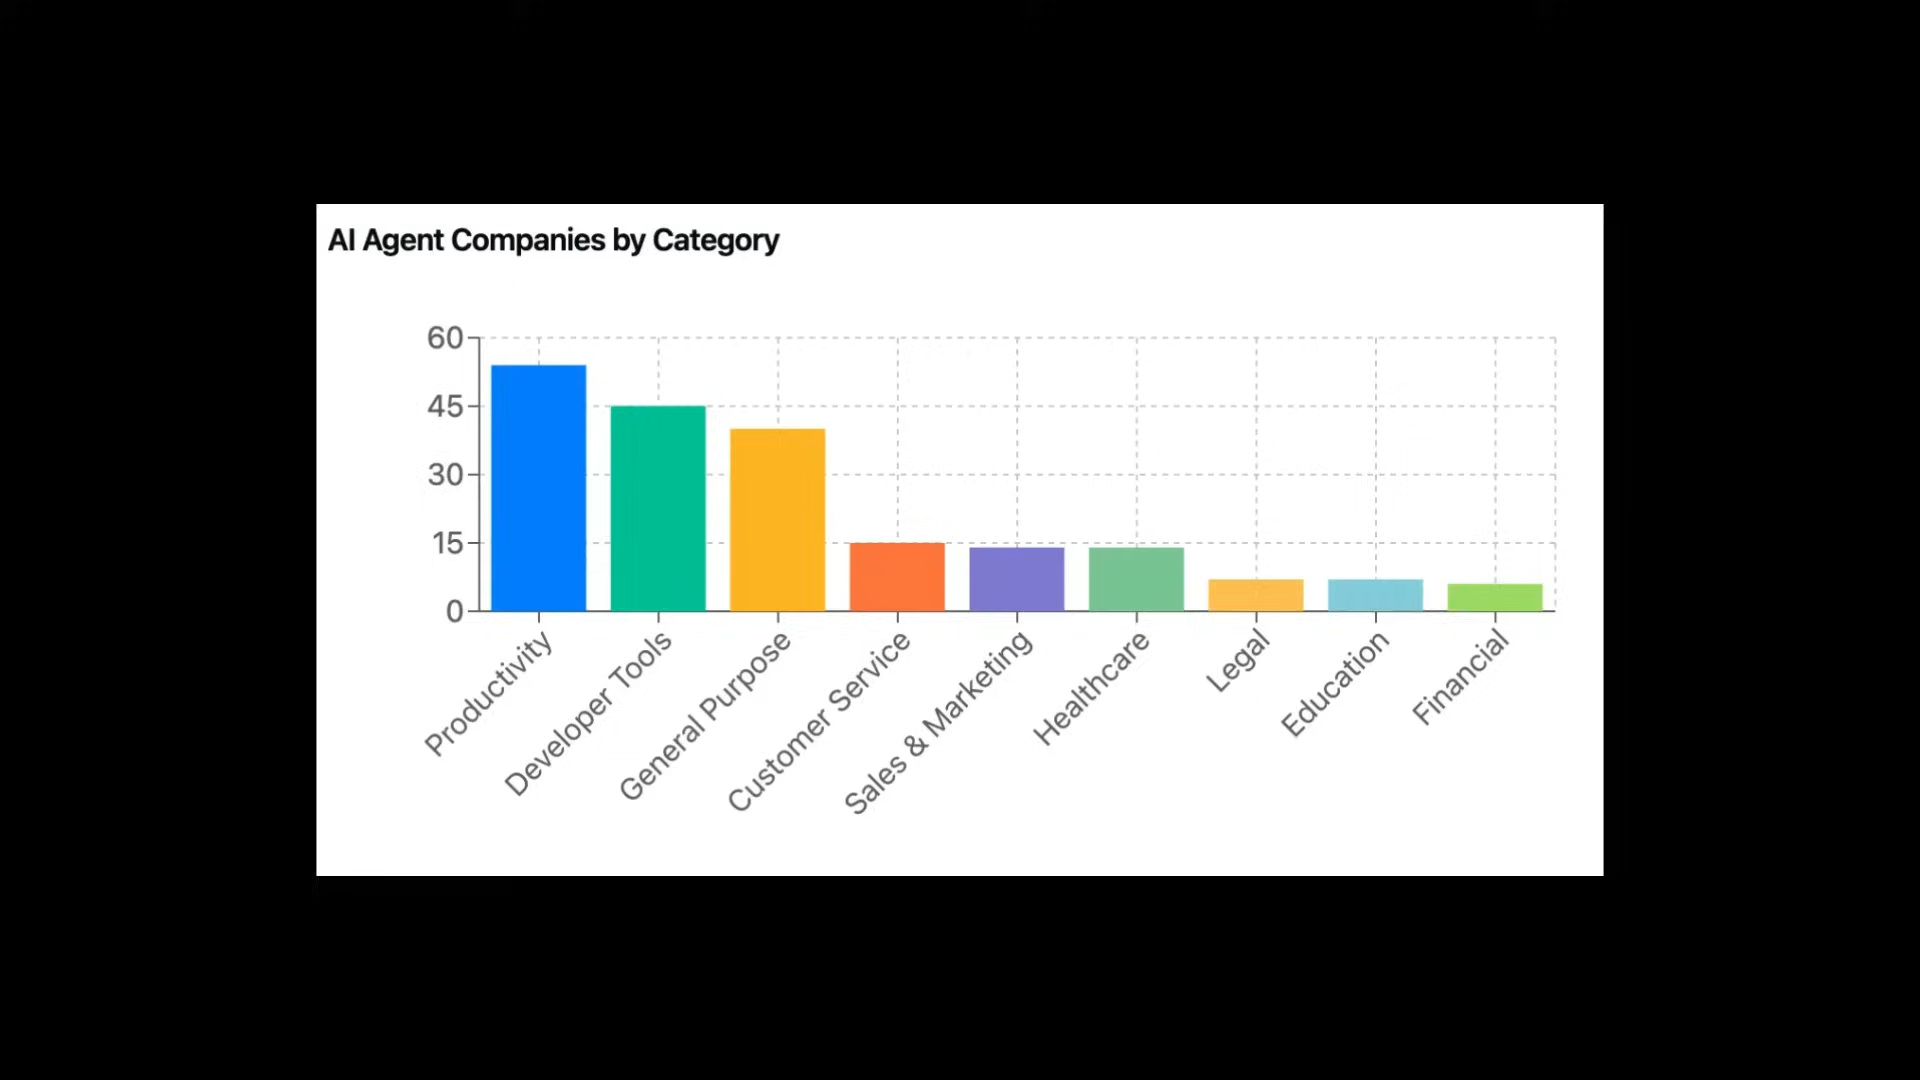 AI Agent Companies by Category
60
45
30
15
0
Productivity
Developer Tools
General Purpose
Customer Service
Sales & Marketing
Healthcare
Legal
Education
Financial